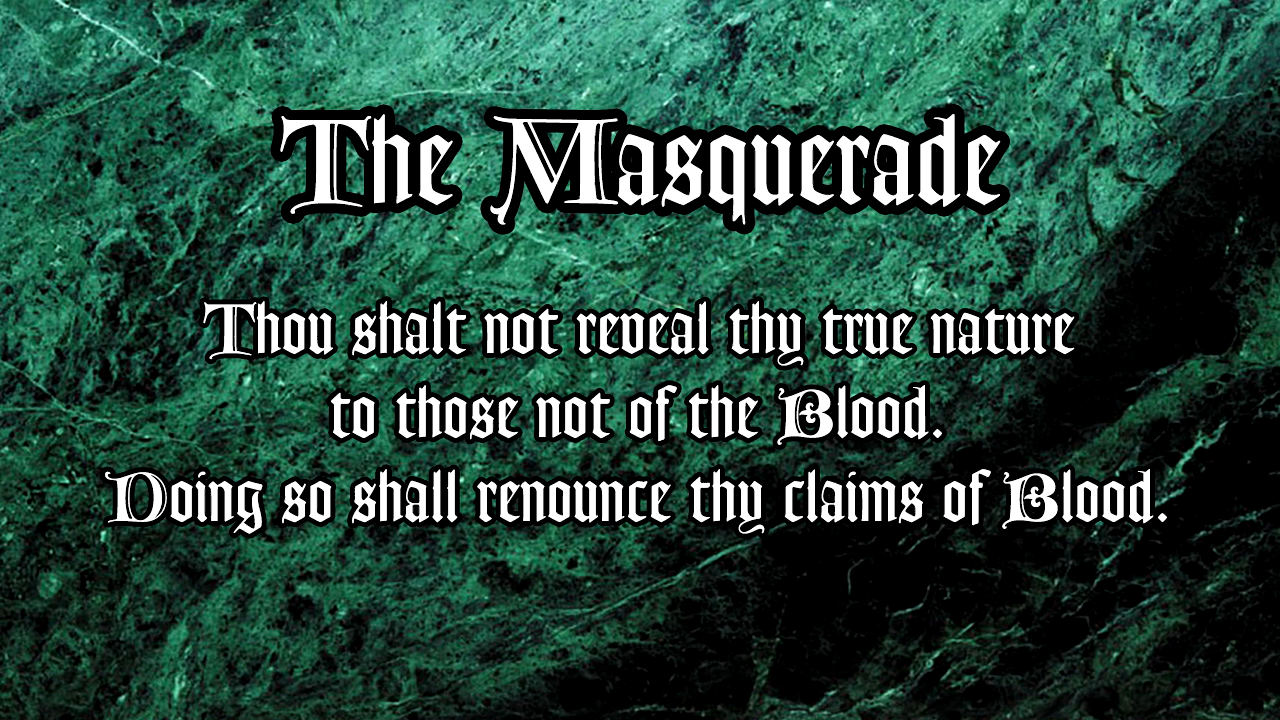 The Masquerade
Thou shalt not reveal thy true nature
to those not of the Blood.
Doing so shall renounce thy claims of Blood.